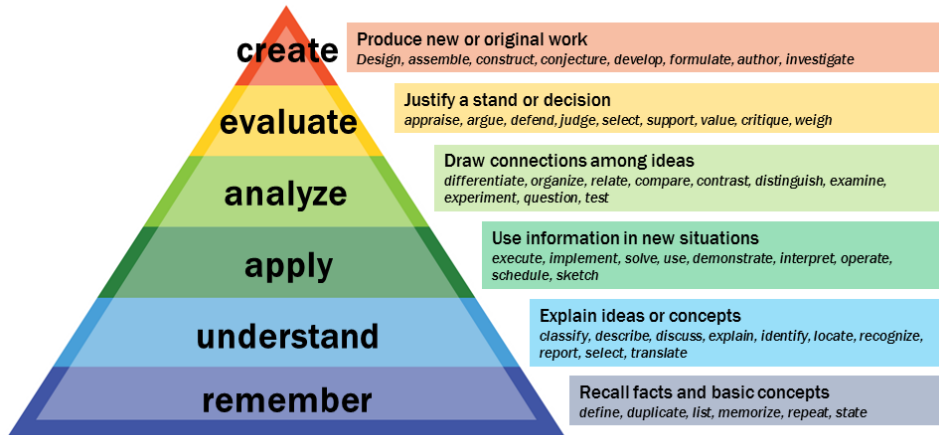 create
Produce new or original work
Design, assemble, construct, conjecture, develop, formulate, author, investigate
evaluate
Justify a stand or decision
appraise, argue, defend, judge, select, support, value, critique, weigh
analyze
Draw connections among ideas
differentiate, organize, relate, compare, contrast, distinguish, examine,
experiment, question, test
apply
Use information in new situations
execute, implement, solve, use, demonstrate, interpret, operate,
schedule, sketch
understand
Explain ideas or concepts
classify, describe, discuss, explain, identify, locate, recognize,
report, select, translate
remember
Recall facts and basic concepts
define, duplicate, list, memorize, repeat, state